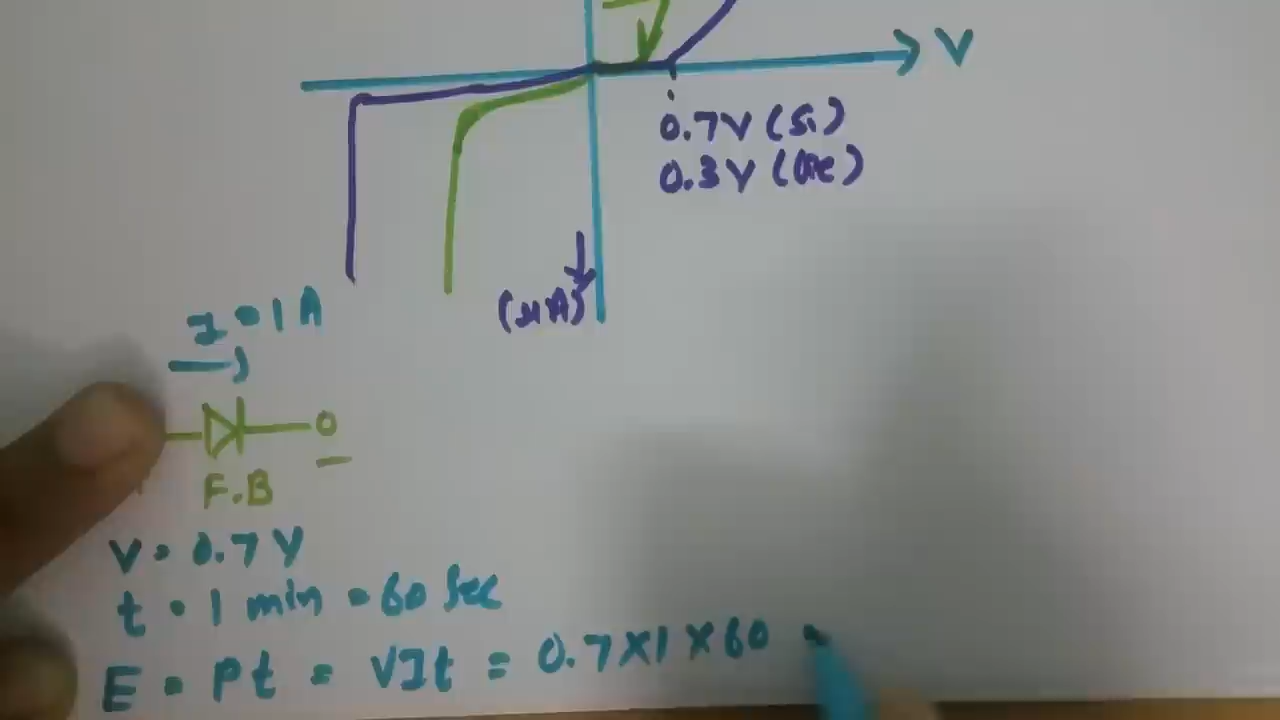 V
0.7V (Si)
0.3V (Ge)
(μA)
I = 1 A
F.B
V = 0.7 V
t = 1 min = 60 Sec
E = Pt = VIt = 0.7 × 1 × 60 =